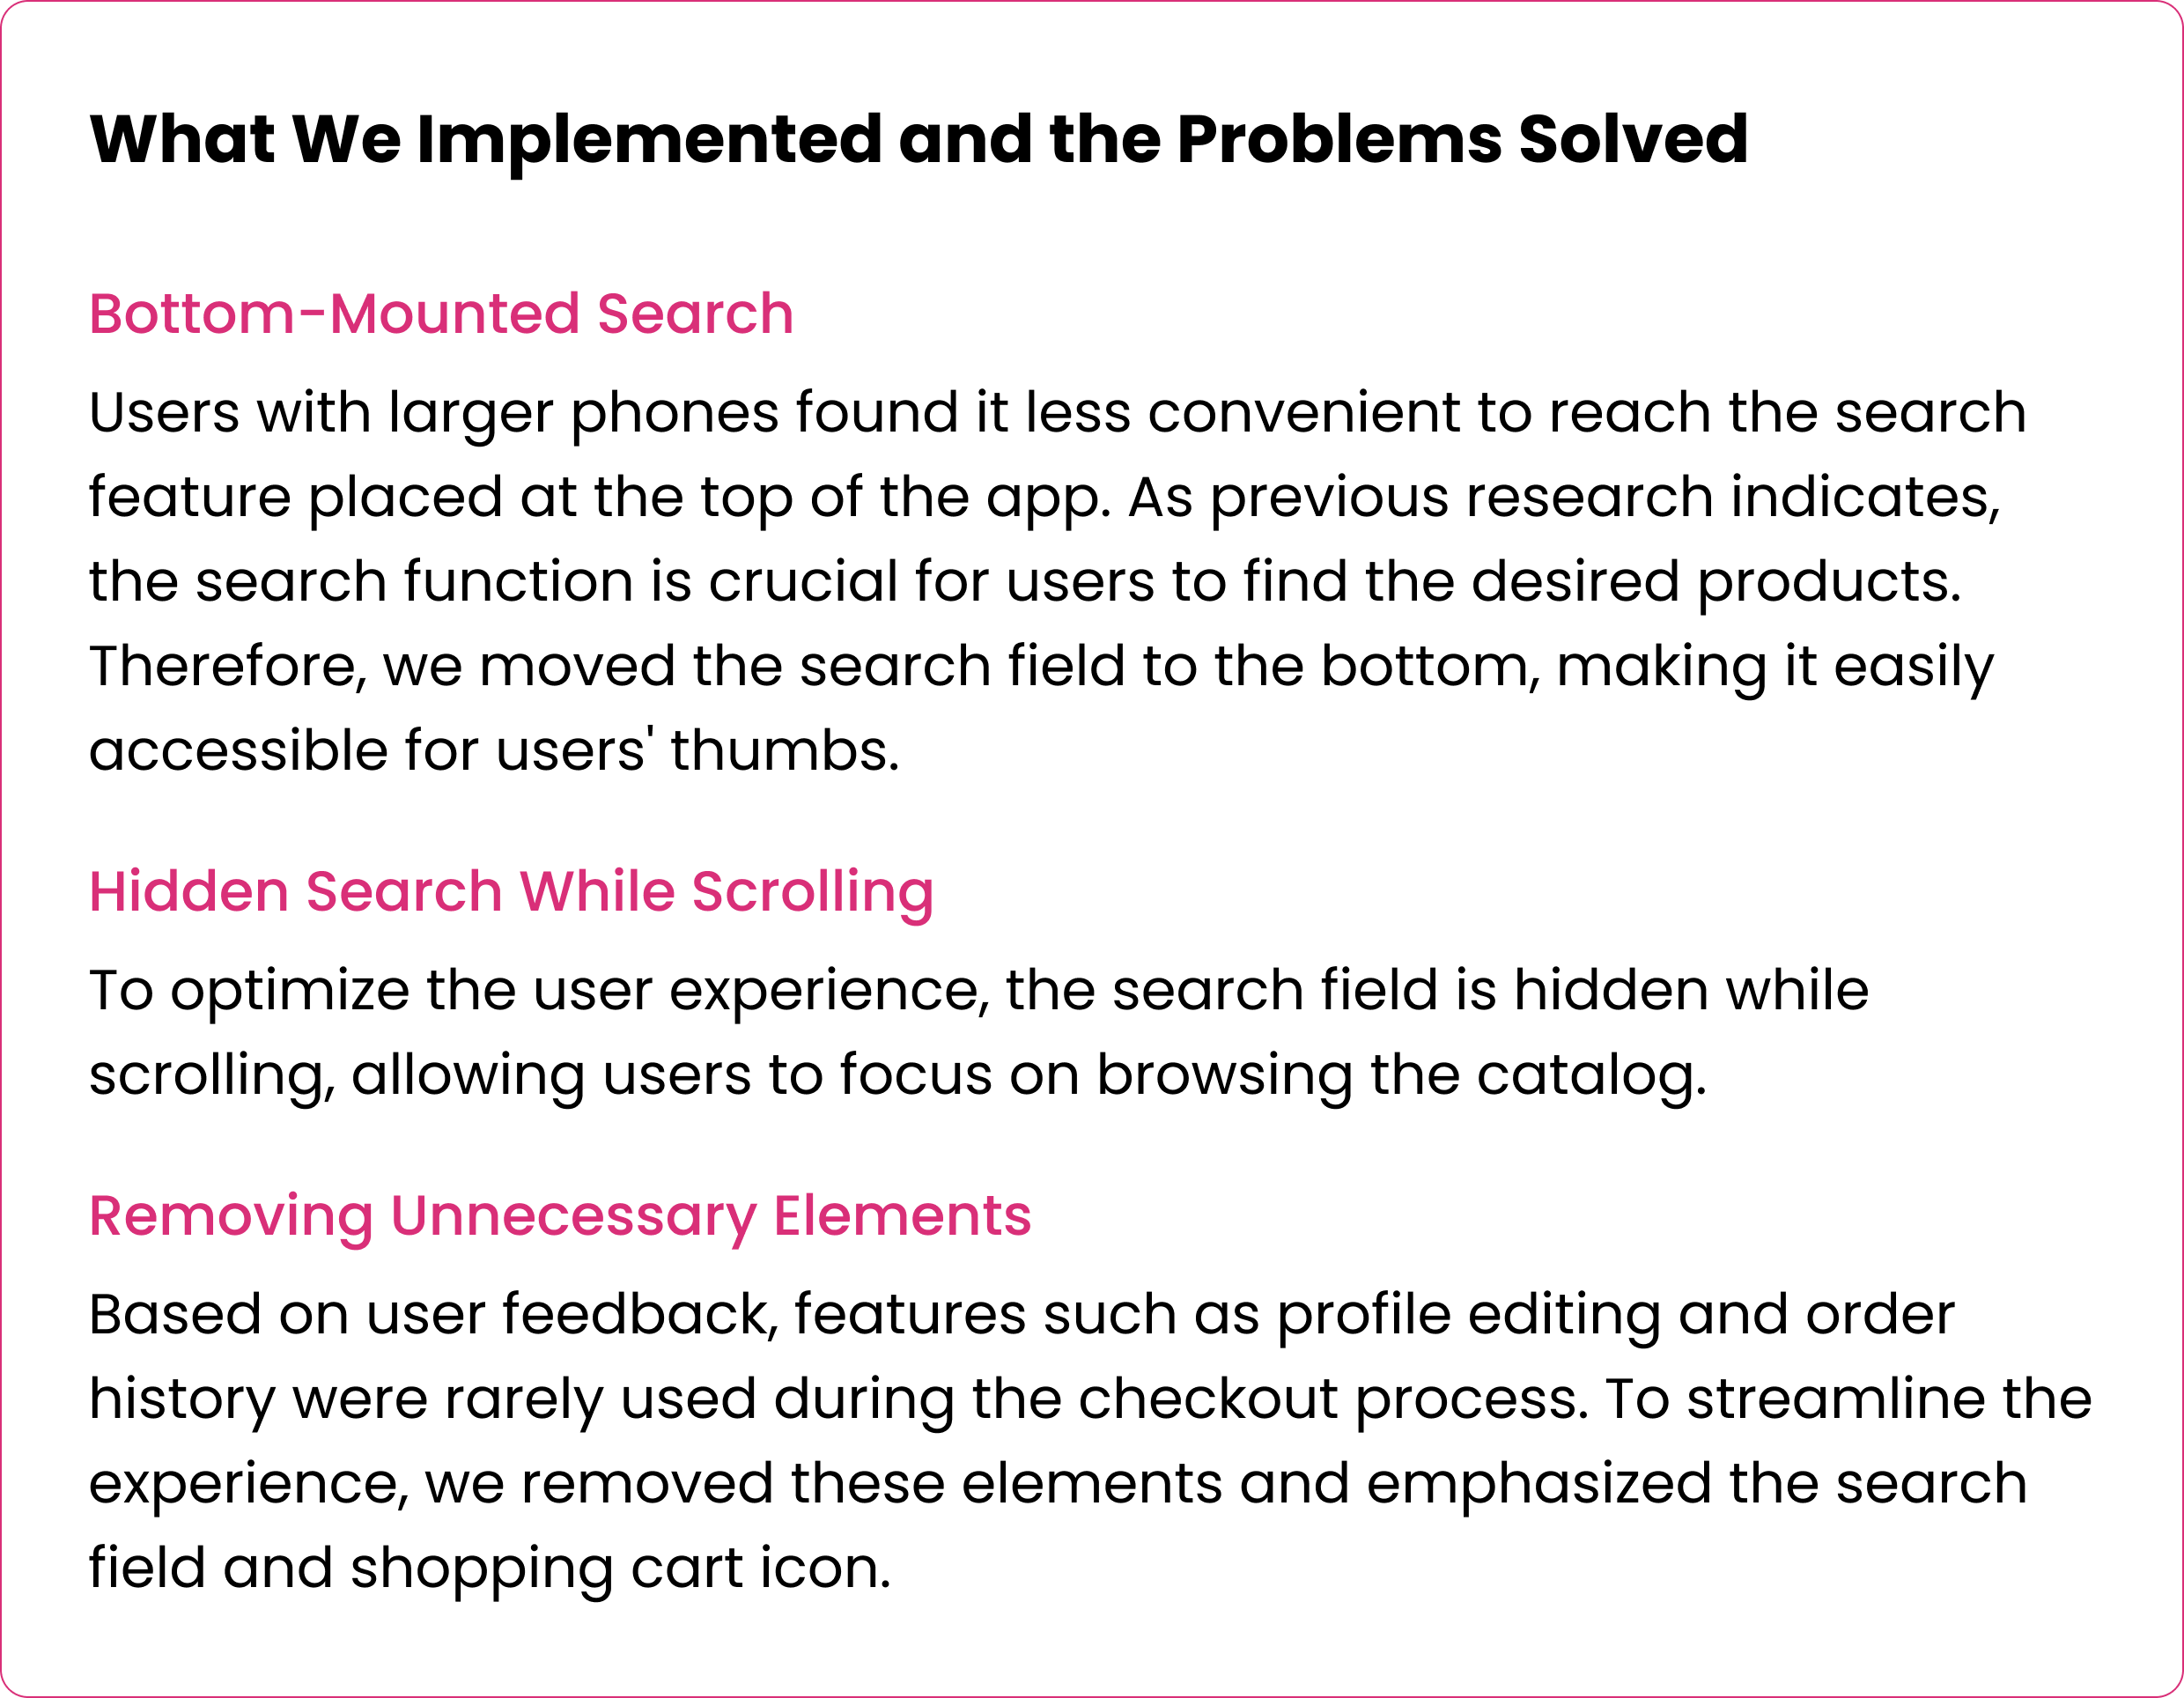 What We Implemented and the Problems Solved
Bottom-Mounted Search
Users with larger phones found it less convenient to reach the search
feature placed at the top of the app. As previous research indicates,
the search function is crucial for users to find the desired products.
Therefore, we moved the search field to the bottom, making it easily
accessible for users' thumbs.
Hidden Search While Scrolling
To optimize the user experience, the search field is hidden while
scrolling, allowing users to focus on browsing the catalog.
Removing Unnecessary Elements
Based on user feedback, features such as profile editing and order
history were rarely used during the checkout process. To streamline the
experience, we removed these elements and emphasized the search
field and shopping cart icon.